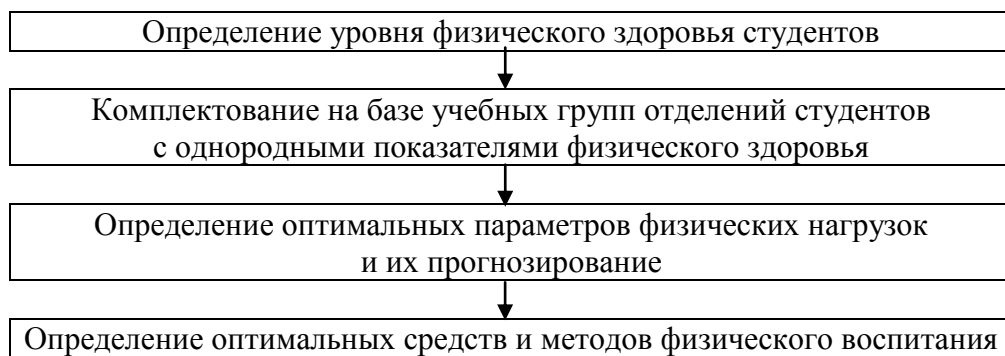 Определение уровня физического здоровья студентов
Комплектование на базе учебных групп отделений студентов
с однородными показателями физического здоровья
Определение оптимальных параметров физических нагрузок
и их прогнозирование
Определение оптимальных средств и методов физического воспитания